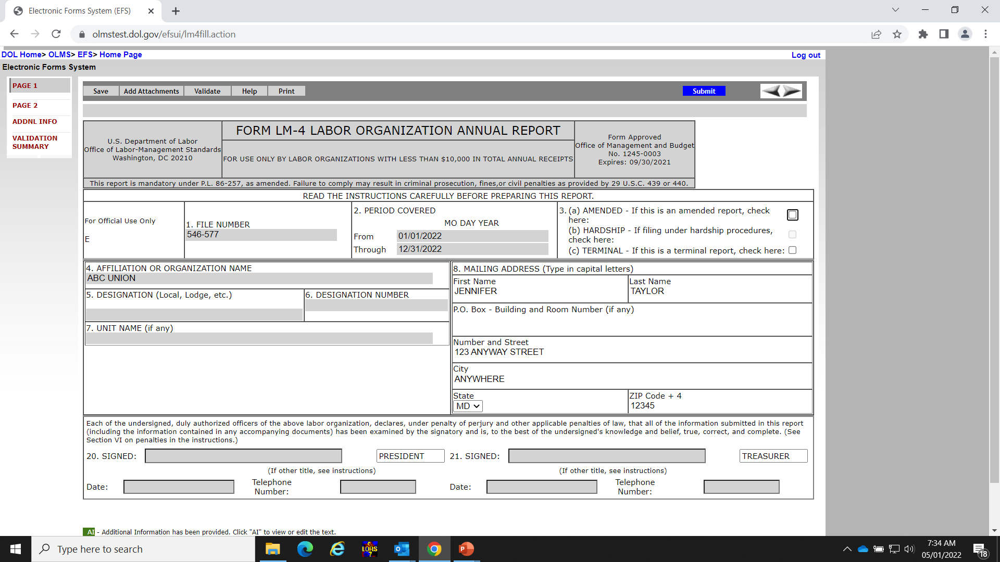 Electronic Forms System (EFS)
olmstest.dol.gov/efsui/lm4fill.action
DOL Home> OLMS> EFS> Home Page
Log out
Electronic Forms System
PAGE 1
PAGE 2
ADDNL INFO
VALIDATION
SUMMARY
Save Add Attachments Validate Help Print Submit
U.S. Department of Labor
Office of Labor-Management Standards
Washington, DC 20210
FORM LM-4 LABOR ORGANIZATION ANNUAL REPORT
FOR USE ONLY BY LABOR ORGANIZATIONS WITH LESS THAN $10,000 IN TOTAL ANNUAL RECEIPTS
Form Approved
Office of Management and Budget
No. 1245-0003
Expires: 09/30/2021
This report is mandatory under P.L. 86-257, as amended. Failure to comply may result in criminal prosecution, fines,or civil penalties as provided by 29 U.S.C. 439 or 440.
READ THE INSTRUCTIONS CAREFULLY BEFORE PREPARING THIS REPORT.
For Official Use Only
E
1. FILE NUMBER
546-577
2. PERIOD COVERED
MO DAY YEAR
From 01/01/2022
Through 12/31/2022
3. (a) AMENDED - If this is an amended report, check
here:
(b) HARDSHIP - If filing under hardship procedures,
check here:
(c) TERMINAL - If this is a terminal report, check here:
4. AFFILIATION OR ORGANIZATION NAME
ABC UNION
5. DESIGNATION (Local, Lodge, etc.)
6. DESIGNATION NUMBER
7. UNIT NAME (if any)
8. MAILING ADDRESS (Type in capital letters)
First Name
JENNIFER
Last Name
TAYLOR
P.O. Box - Building and Room Number (if any)
Number and Street
123 ANYWAY STREET
City
ANYWHERE
State
MD
ZIP Code + 4
12345
Each of the undersigned, duly authorized officers of the above labor organization, declares, under penalty of perjury and other applicable penalties of law, that all of the information submitted in this report
(including the information contained in any accompanying documents) has been examined by the signatory and is, to the best of the undersigned's knowledge and belief, true, correct, and complete. (See
Section VI on penalties in the instructions.)
20. SIGNED: PRESIDENT 21. SIGNED: TREASURER
(If other title, see instructions) (If other title, see instructions)
Date: Telephone Number: Date: Telephone Number:
AI - Additional Information has been provided. Click "AI" to view or edit the text.
Type here to search
C.
LORS
7
7:34 AM
05/01/2022
18